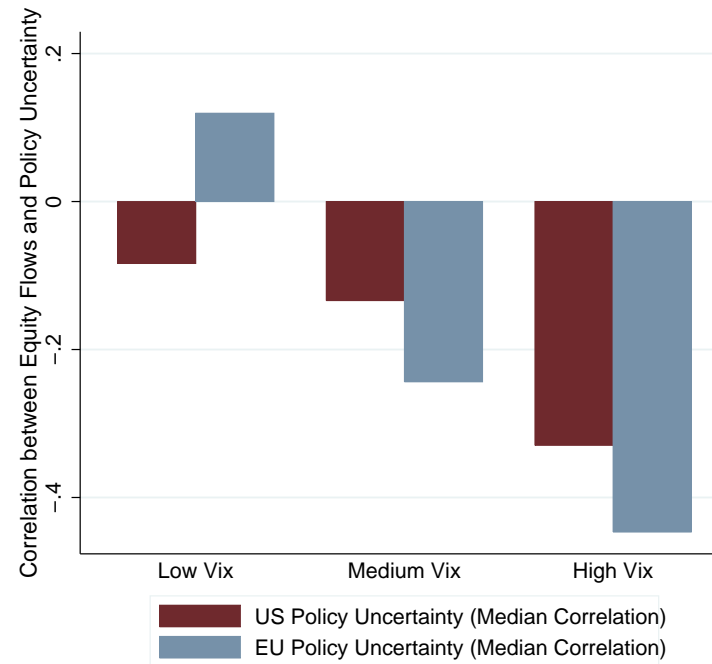 Correlation between Equity Flows and Policy Uncertainty
.2
0
-.2
-.4
Low Vix Medium Vix High Vix
US Policy Uncertainty (Median Correlation)
EU Policy Uncertainty (Median Correlation)